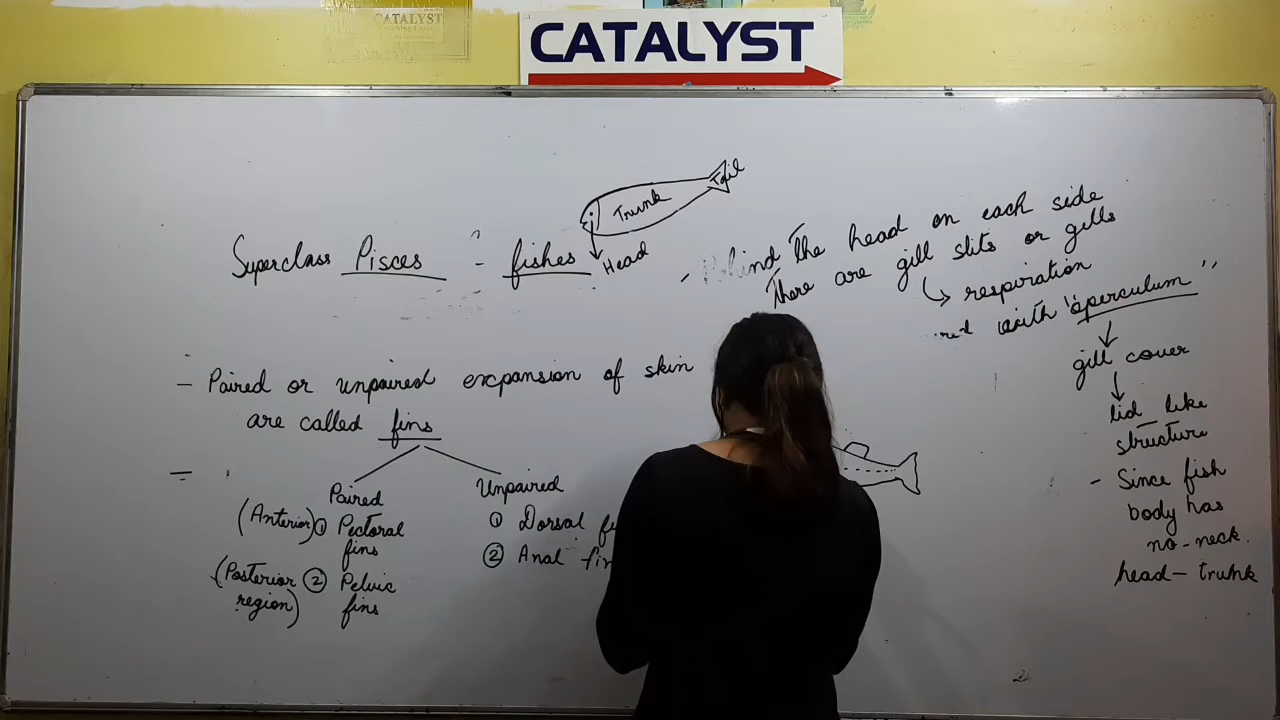 CATALYST
CATALYST
Tail
Trunk
Head
Superclass Pisces - fishes
- Behind the head on each side
There are gill slits or gills
respiration
with "operculum"
gill cover
lid like
structure
- Since fish
body has
no-neck.
head - trunk
- Paired or unpaired expansion of skin
are called fins
Paired
(Anterior) ① Pectoral
fins
(Posterior ② Pelvic
region) fins
Unpaired
① Dorsal
② Anal